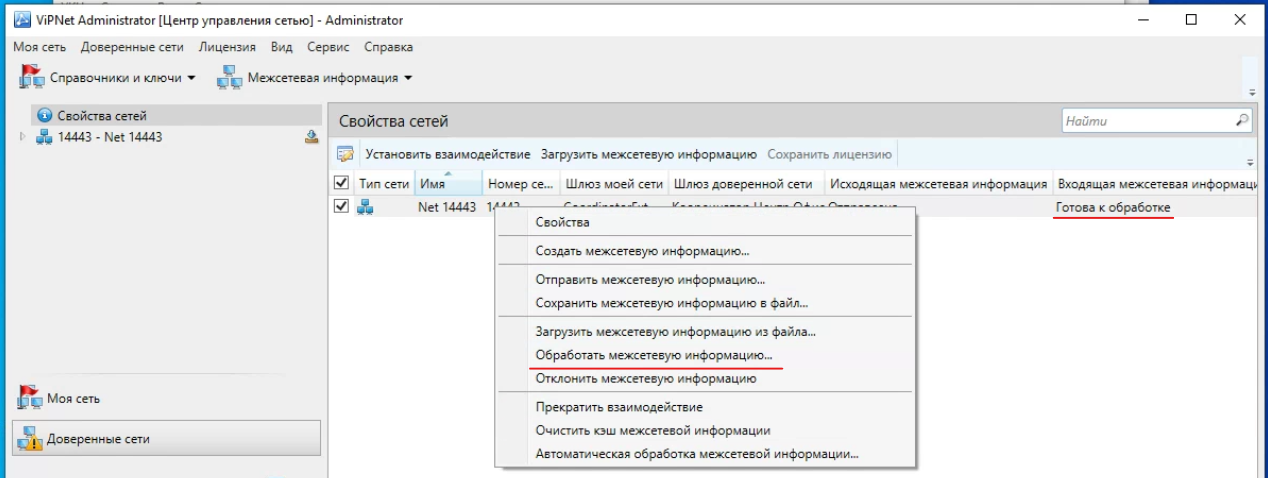 ViPNet Administrator [Центр управления сетью] - Administrator
Моя сеть Доверенные сети Лицензия Вид Сервис Справка
Справочники и ключи Межсетевая информация
Свойства сетей
14443 - Net 14443
Свойства сетей
Найти
Установить взаимодействие Загрузить межсетевую информацию Сохранить лицензию
Тип сети Имя Номер се... Шлюз моей сети Шлюз доверенной сети Исходящая межсетевая информация Входящая межсетевая информаци
Net 14443 14443 Готова к обработке
Свойства
Создать межсетевую информацию...
Отправить межсетевую информацию...
Сохранить межсетевую информацию в файл...
Загрузить межсетевую информацию из файла...
Обработать межсетевую информацию...
Отклонить межсетевую информацию
Прекратить взаимодействие
Очистить кэш межсетевой информации
Автоматическая обработка межсетевой информации...
Моя сеть
Доверенные сети